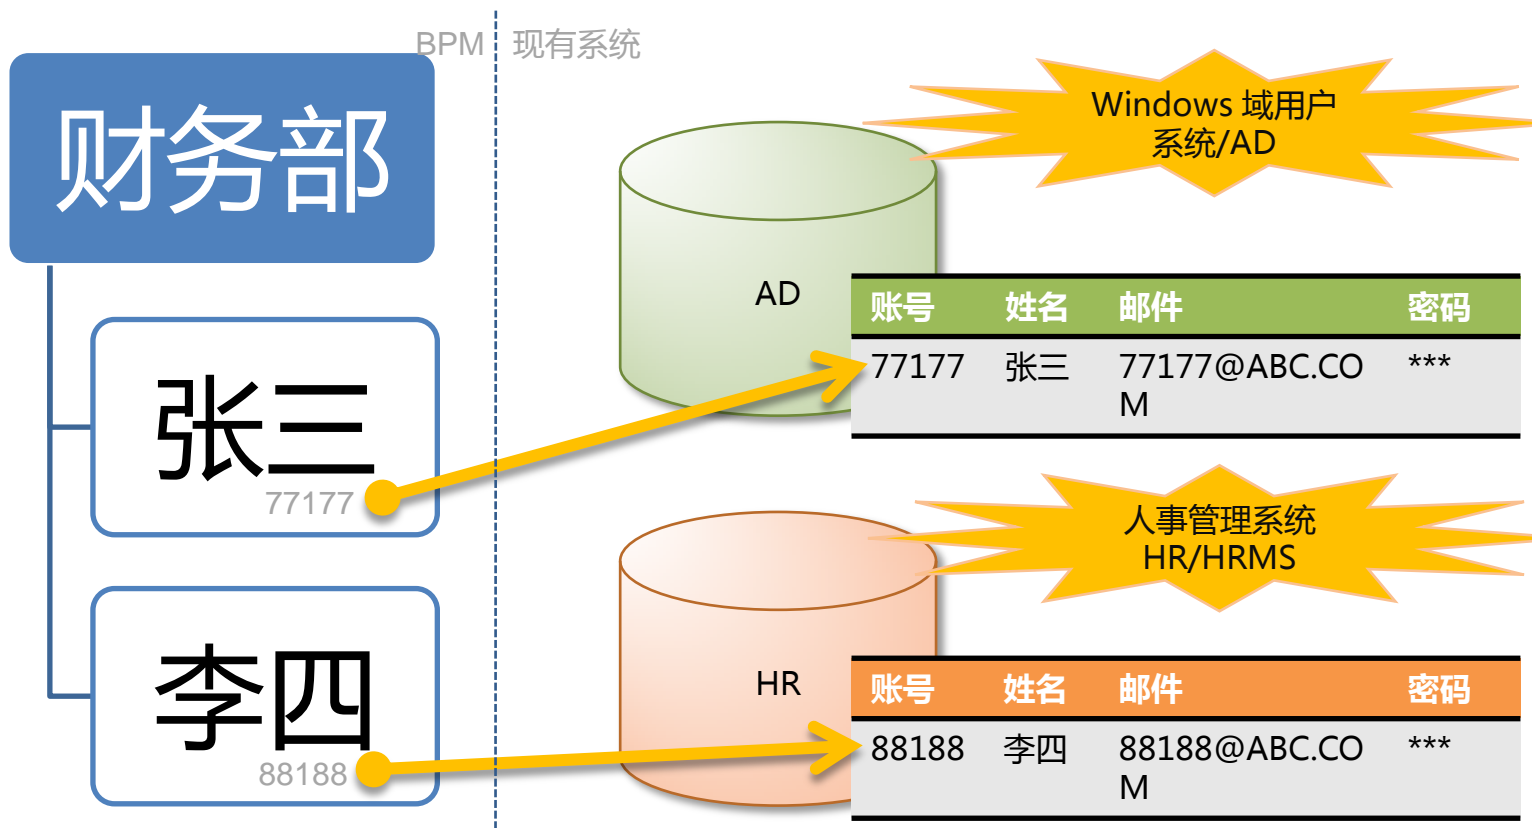 BPM
现有系统
财务部
张三
77177
李四
88188
Windows 域用户
系统/AD
AD
账号 姓名 邮件 密码
77177 张三 77177@ABC.CO ***
M
人事管理系统
HR/HRMS
HR
账号 姓名 邮件 密码
88188 李四 88188@ABC.CO ***
M